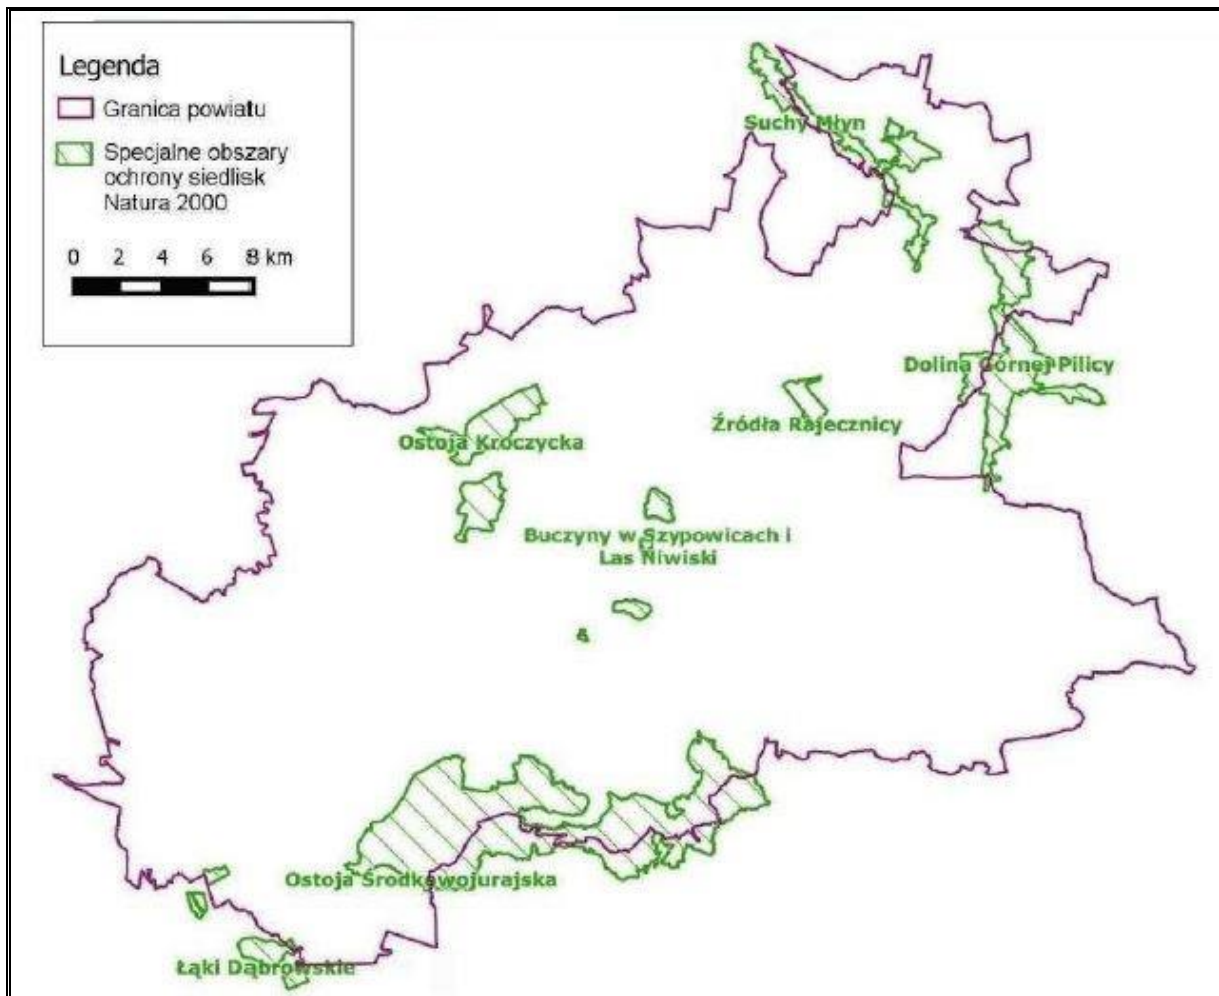 Legenda
Granica powiatu
Specjalne obszary
ochrony siedlisk
Natura 2000
0 2 4 6 8 km
Suchy Młyn
Dolina Górnej Pilicy
Źródła Rajecznicy
Ostoja Kroczycka
Buczyny w Szypowicach i
Las Niwiski
Ostoja Środkowojurajska
Łąki Dąbrowskie